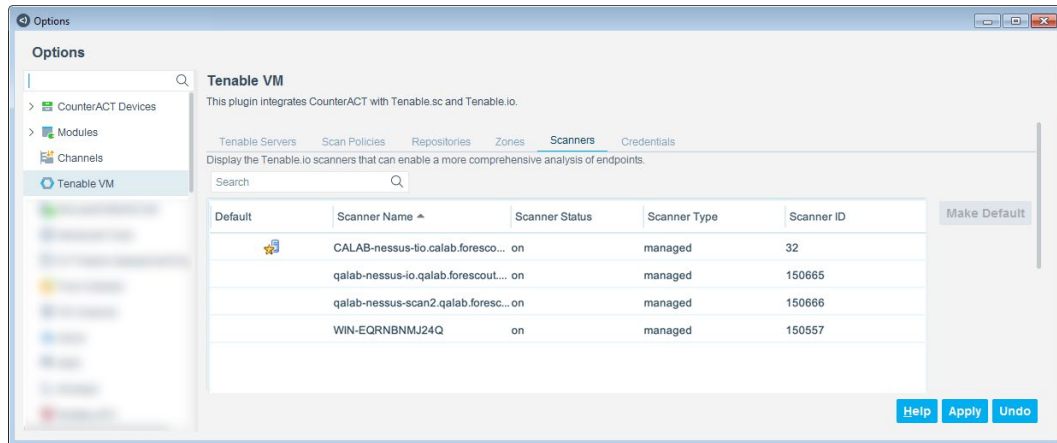 Options
Options
Tenable VM
This plugin integrates CounterACT with Tenable.sc and Tenable.io.
CounterACT Devices
Modules
Channels
Tenable VM
Tenable Servers Scan Policies Repositories Zones Scanners Credentials
Display the Tenable.io scanners that can enable a more comprehensive analysis of endpoints.
Search
Default Scanner Name Scanner Status Scanner Type Scanner ID
CALAB-nessus-tio.calab.foresco... on managed 32
qalab-nessus-io.qalab.forescout.... on managed 150665
qalab-nessus-scan2.qalab.foresc... on managed 150666
WIN-EQRNBNMJ24Q on managed 150557
Make Default
Help Apply Undo